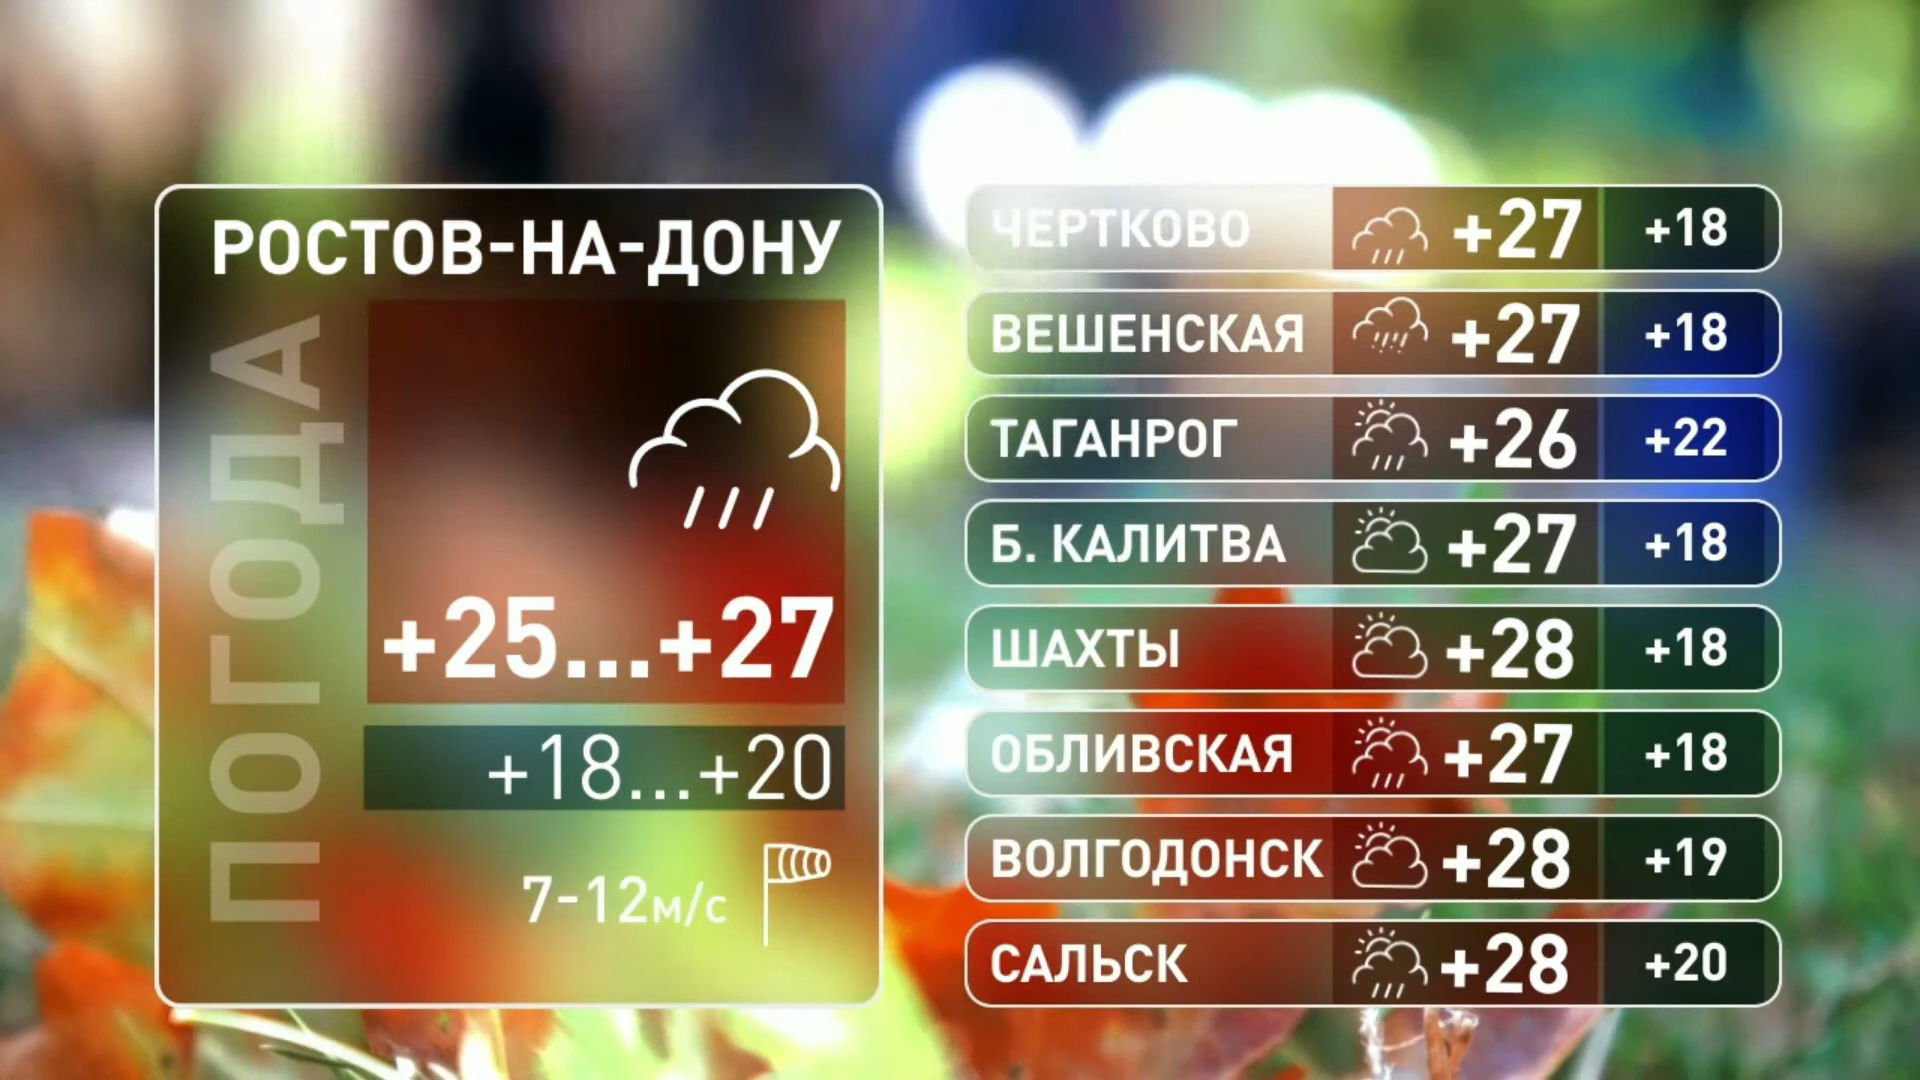 РОСТОВ-НА-ДОНУ
ПОГОДА
+25...+27
+18...+20
7-12м/с
ЧЕРТКОВО +27 +18
ВЕШЕНСКАЯ +27 +18
ТАГАНРОГ +26 +22
Б. КАЛИТВА +27 +18
ШАХТЫ +28 +18
ОБЛИВСКАЯ +27 +18
ВОЛГОДОНСК +28 +19
САЛЬСК +28 +20